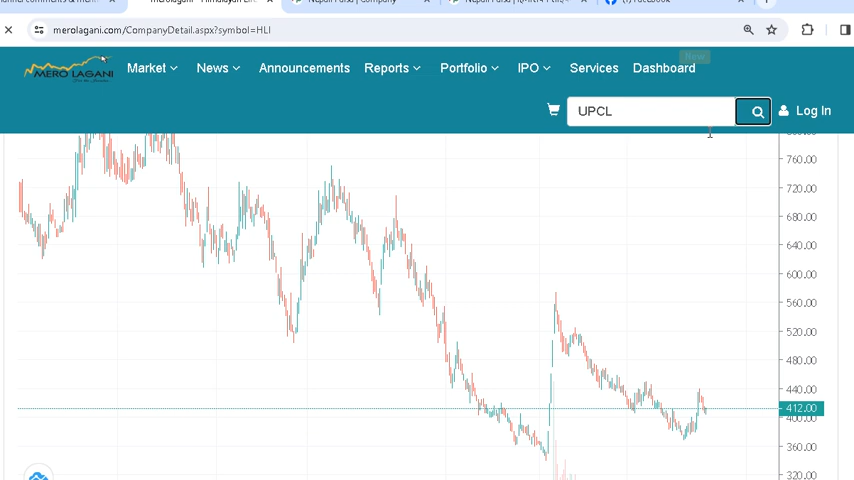 merolagani.com/CompanyDetail.aspx?symbol=HLI
MERO LAGANI
Market
News
Announcements
Reports
Portfolio
IPO
Services
Dashboard
New
UPCL
Log In
760.00
720.00
680.00
640.00
600.00
560.00
520.00
480.00
440.00
412.00
400.00
360.00
320.00